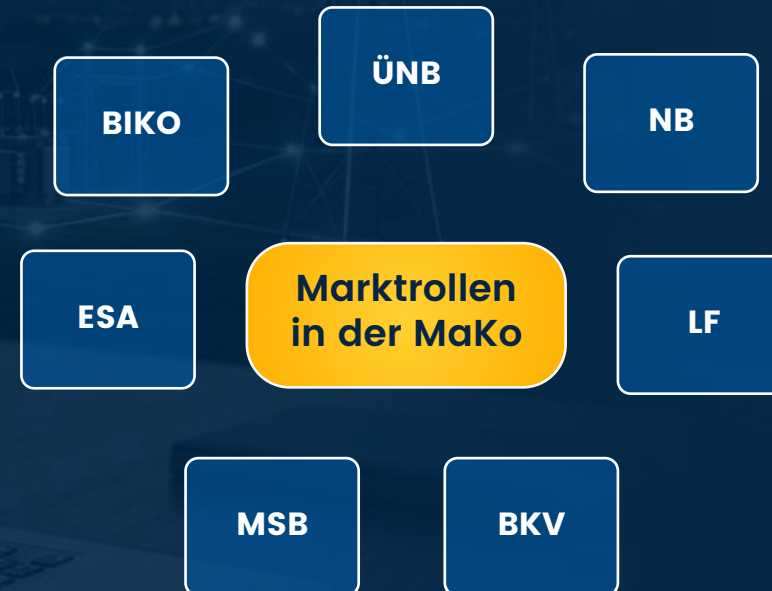 ÜNB
BIKO
NB
ESA
Marktrollen
in der MaKo
LF
MSB
BKV